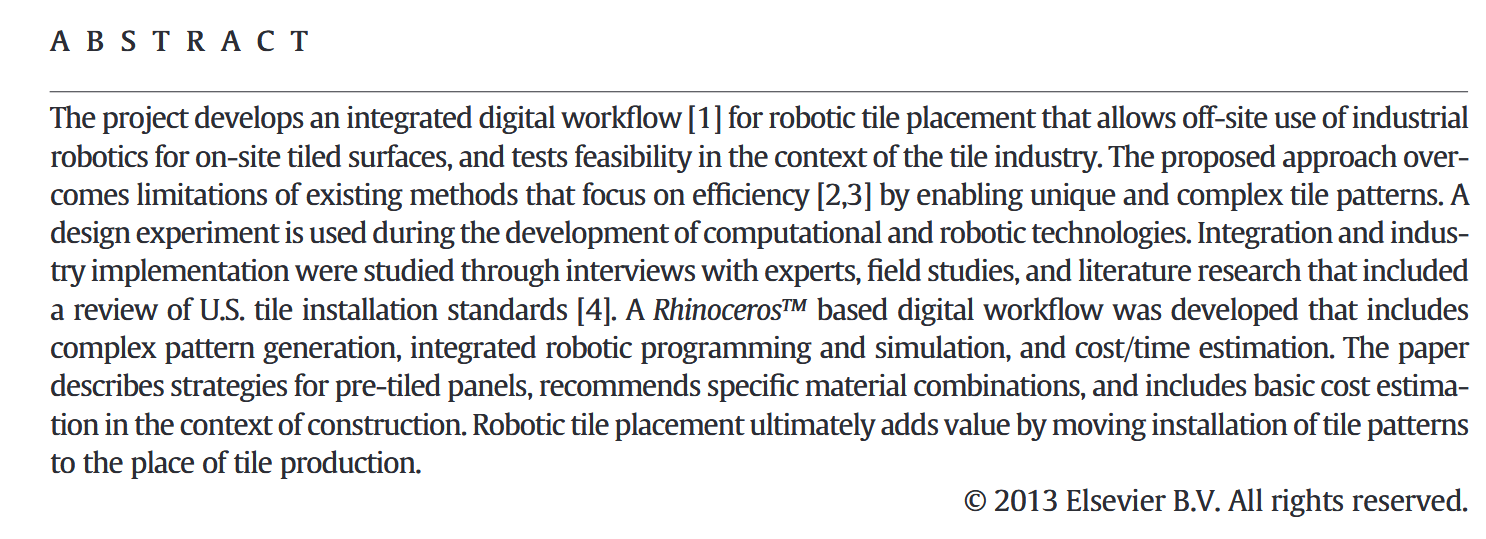 A B S T R A C T
The project develops an integrated digital workflow [1] for robotic tile placement that allows off-site use of industrial
robotics for on-site tiled surfaces, and tests feasibility in the context of the tile industry. The proposed approach over-
comes limitations of existing methods that focus on efficiency [2,3] by enabling unique and complex tile patterns. A
design experiment is used during the development of computational and robotic technologies. Integration and indus-
try implementation were studied through interviews with experts, field studies, and literature research that included
a review of U.S. tile installation standards [4]. A Rhinoceros™ based digital workflow was developed that includes
complex pattern generation, integrated robotic programming and simulation, and cost/time estimation. The paper
describes strategies for pre-tiled panels, recommends specific material combinations, and includes basic cost estima-
tion in the context of construction. Robotic tile placement ultimately adds value by moving installation of tile patterns
to the place of tile production.
© 2013 Elsevier B.V. All rights reserved.